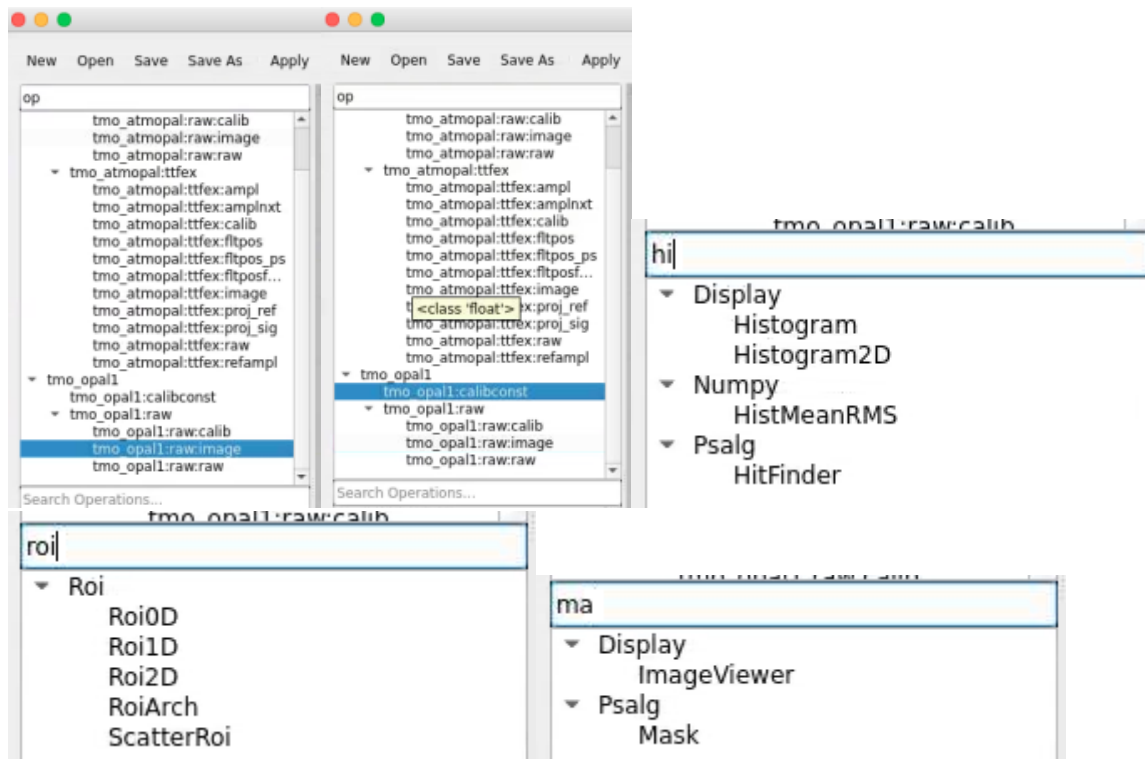 New Open Save Save As Apply
op
tmo_atmopal:raw:calib
tmo_atmopal:raw:image
tmo_atmopal:raw:raw
tmo_atmopal:ttfex
tmo_atmopal:ttfex:ampl
tmo_atmopal:ttfex:amplnxt
tmo_atmopal:ttfex:calib
tmo_atmopal:ttfex:fltpos
tmo_atmopal:ttfex:fltpos_ps
tmo_atmopal:ttfex:fltposf...
tmo_atmopal:ttfex:image
tmo_atmopal:ttfex:proj_ref
tmo_atmopal:ttfex:proj_sig
tmo_atmopal:ttfex:raw
tmo_atmopal:ttfex:refampl
tmo_opal1
tmo_opal1:calibconst
tmo_opal1:raw
tmo_opal1:raw:calib
tmo_opal1:raw:image
tmo_opal1:raw:raw
Search Operations...
New Open Save Save As Apply
op
tmo_atmopal:raw:calib
tmo_atmopal:raw:image
tmo_atmopal:raw:raw
tmo_atmopal:ttfex
tmo_atmopal:ttfex:ampl
tmo_atmopal:ttfex:amplnxt
tmo_atmopal:ttfex:calib
tmo_atmopal:ttfex:fltpos
tmo_atmopal:ttfex:fltpos_ps
tmo_atmopal:ttfex:fltposf...
tmo_atmopal:ttfex:image
<class 'float'> ex:proj_ref
tmo_atmopal:ttfex:proj_sig
tmo_atmopal:ttfex:raw
tmo_atmopal:ttfex:refampl
tmo_opal1
tmo_opal1:calibconst
tmo_opal1:raw
tmo_opal1:raw:calib
tmo_opal1:raw:image
tmo_opal1:raw:raw
Search Operations...
tmo_opal1:raw:calib
hi
Display
Histogram
Histogram2D
Numpy
HistMeanRMS
Psalg
HitFinder
tmo_opal1:raw:calib
roi
Roi
Roi0D
Roi1D
Roi2D
RoiArch
ScatterRoi
ma
Display
ImageViewer
Psalg
Mask